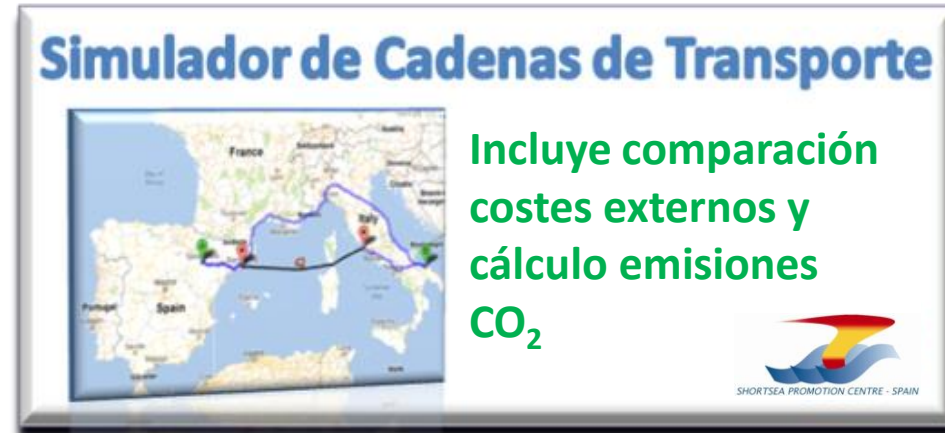 Simulador de Cadenas de Transporte
Incluye comparación
costes externos y
cálculo emisiones
CO₂
France
Italy
Portugal
Spain
SHORTSEA PROMOTION CENTRE - SPAIN